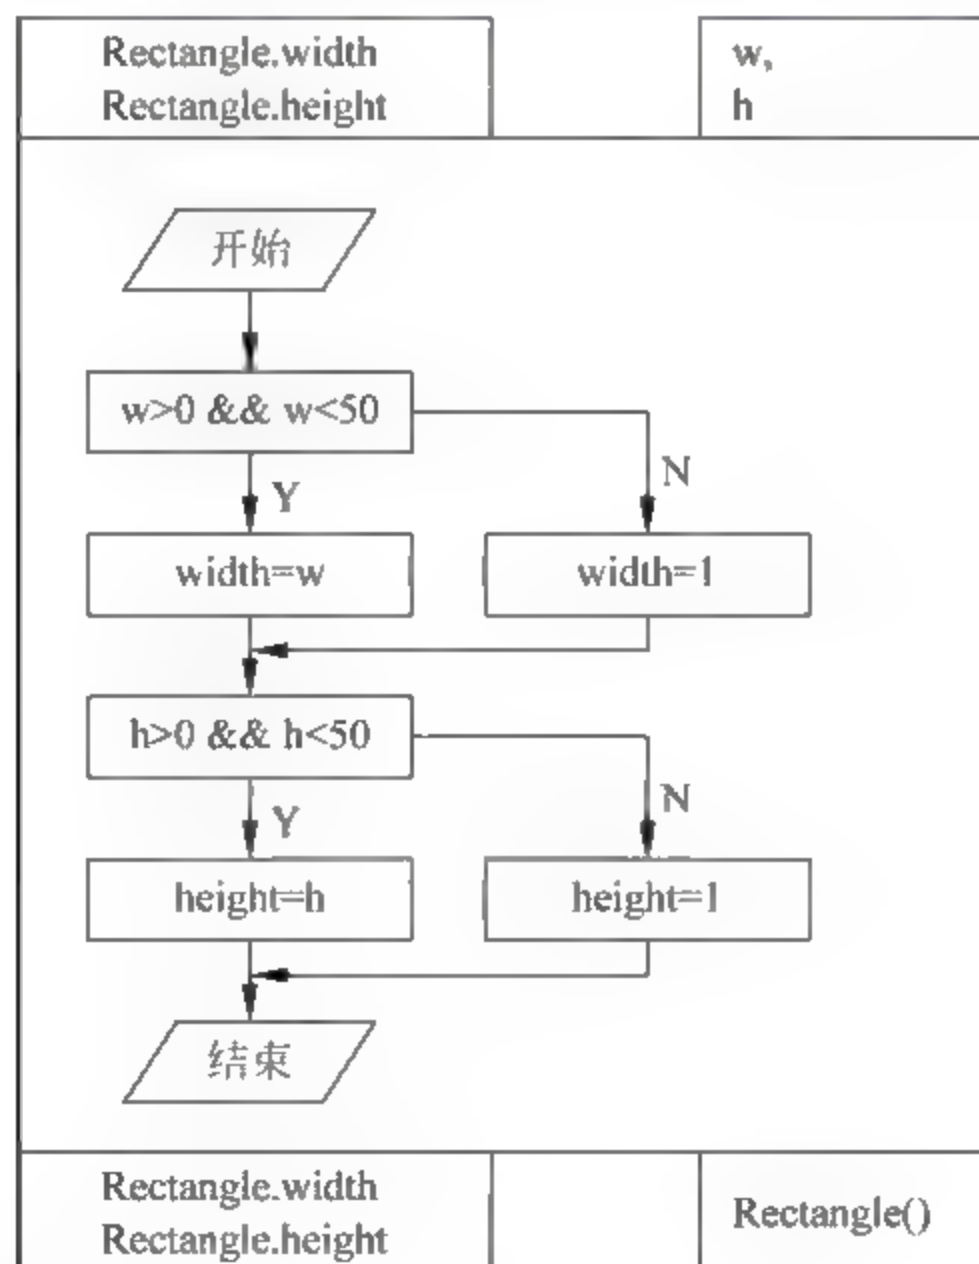 Rectangle.width
Rectangle.height
w,
h
开始
w>0 && w<50
N
Y
width=w
width=1
h>0 && h<50
N
Y
height=h
height=1
结束
Rectangle.width
Rectangle.height
Rectangle()